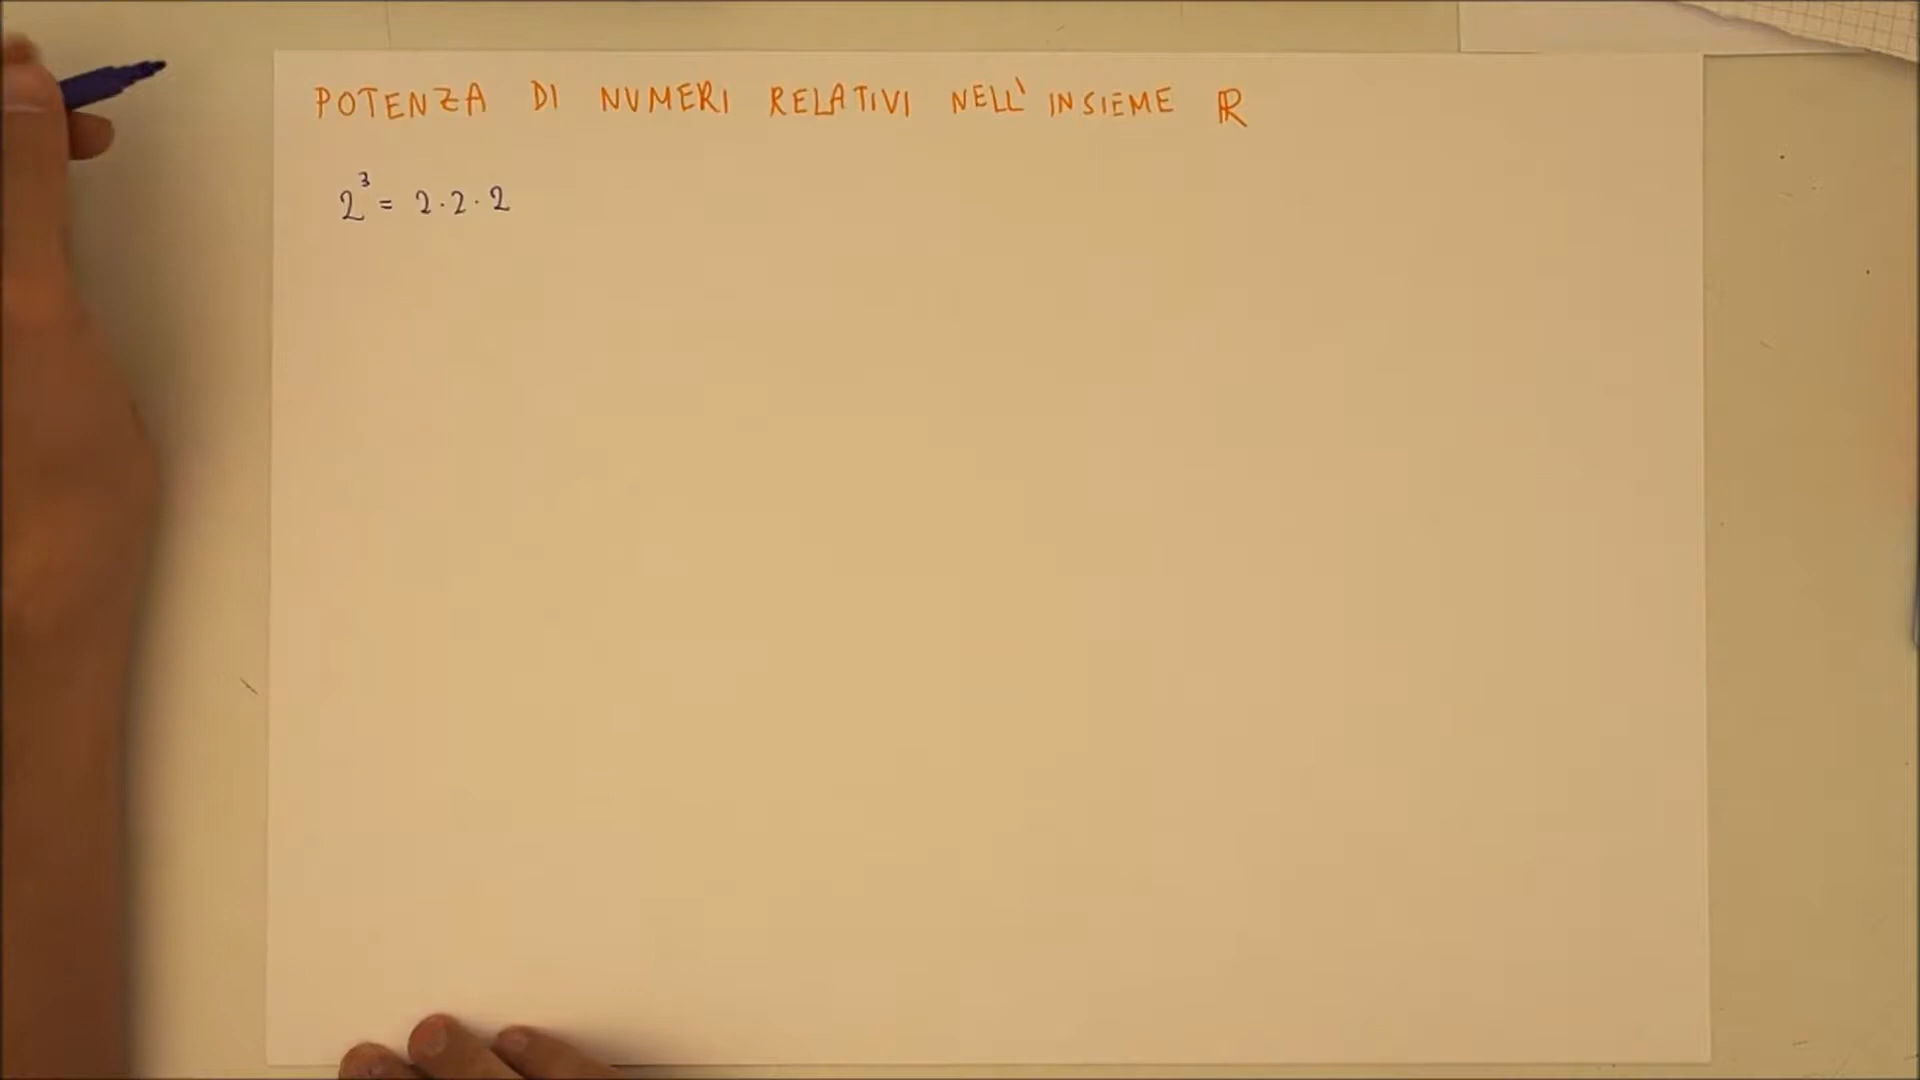 POTENZA DI NUMERI RELATIVI NELL' INSIEME ℝ
2³ = 2·2·2